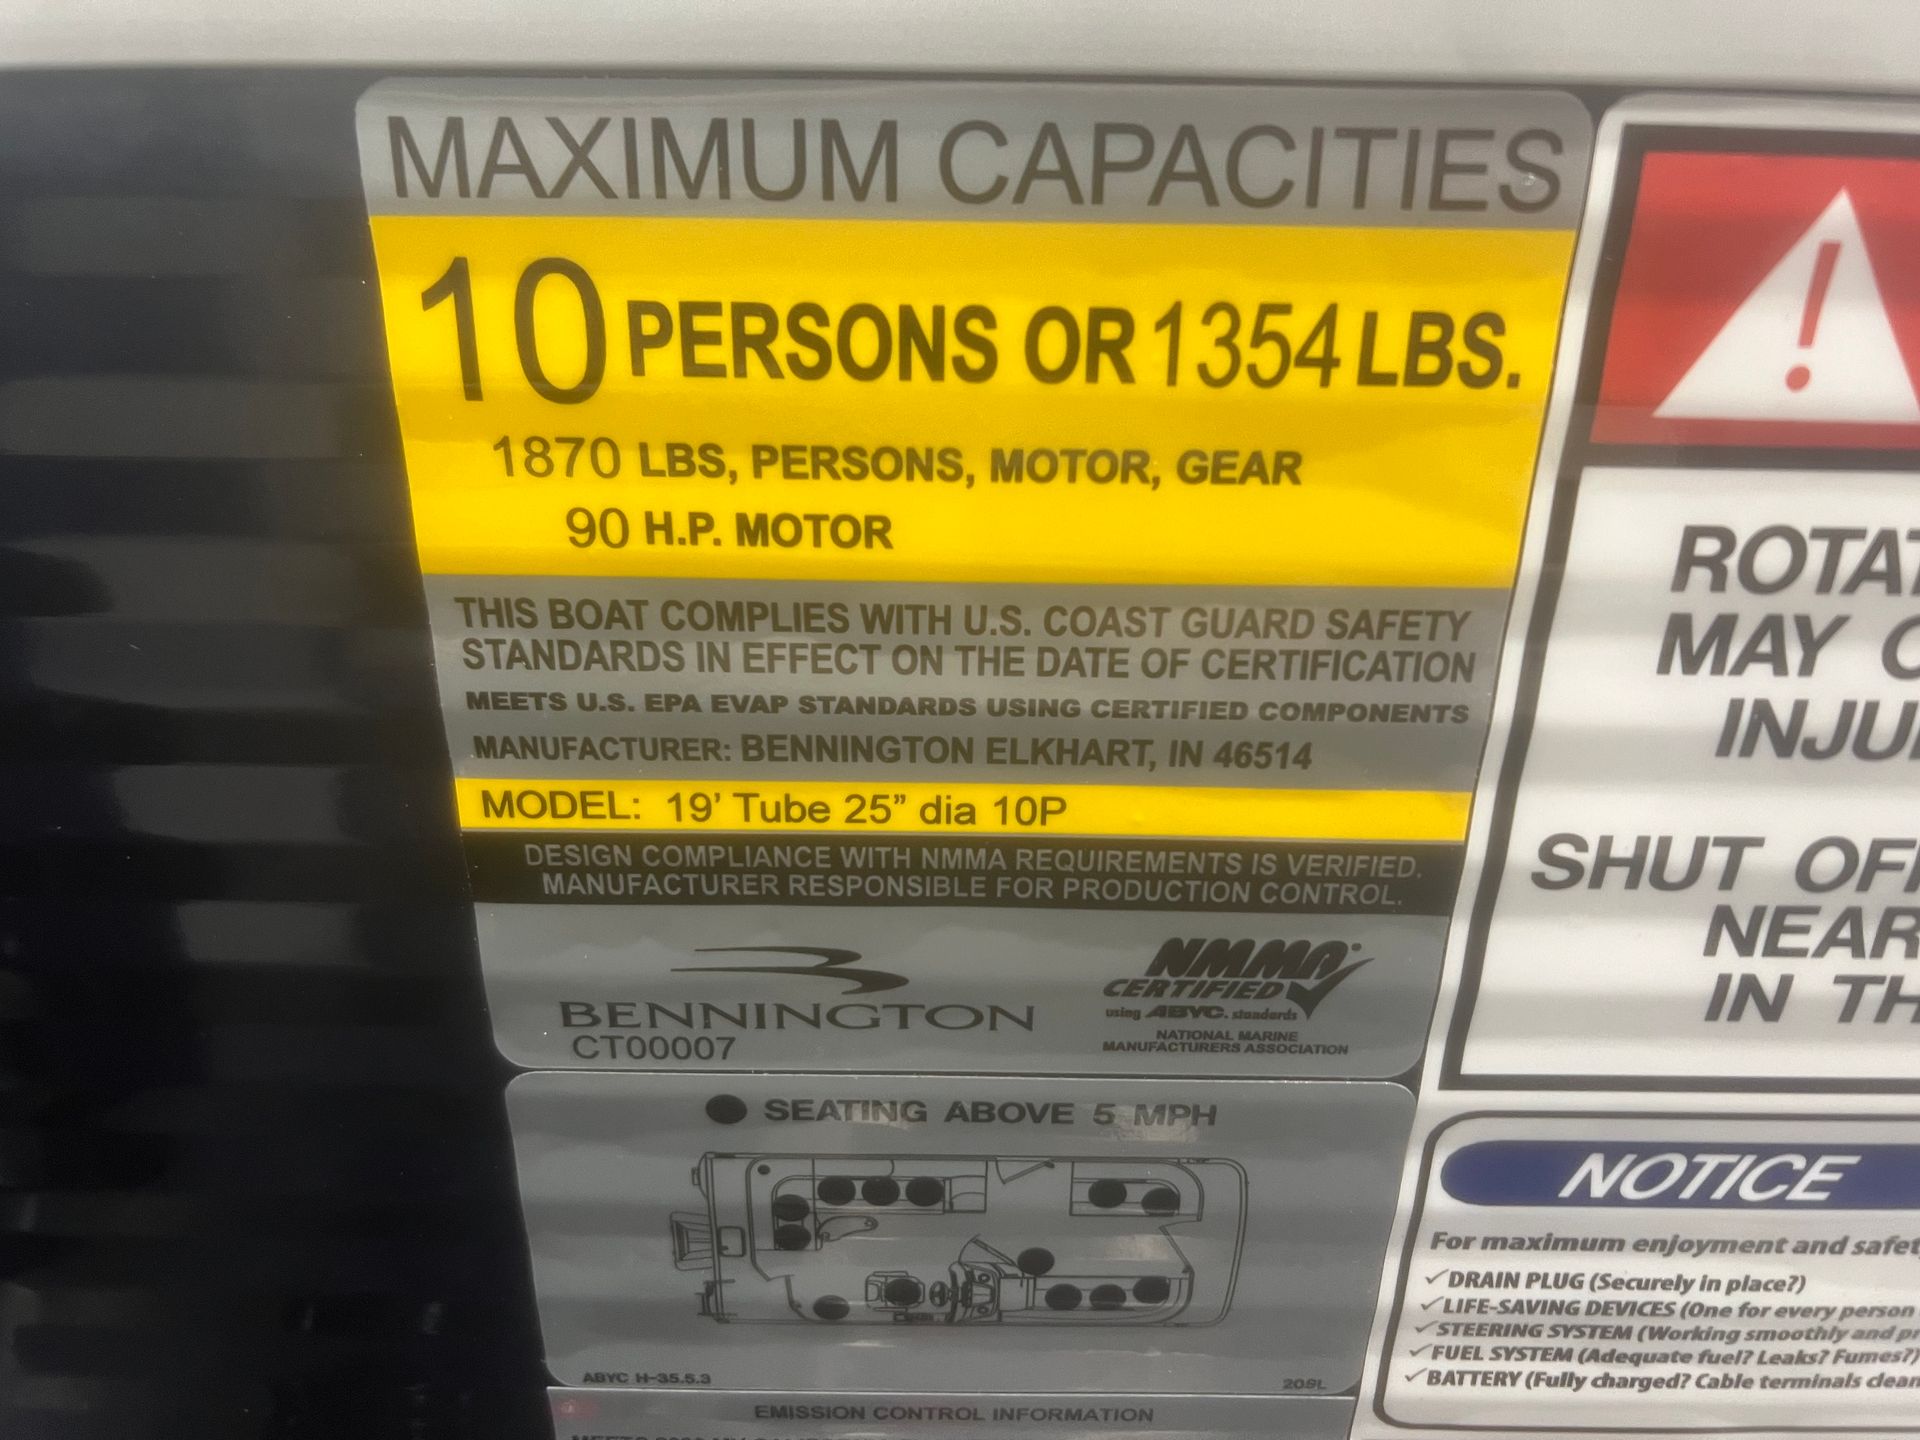 MAXIMUM CAPACITIES
10 PERSONS OR 1354 LBS.
1870 LBS, PERSONS, MOTOR, GEAR
90 H.P. MOTOR
THIS BOAT COMPLIES WITH U.S. COAST GUARD SAFETY
STANDARDS IN EFFECT ON THE DATE OF CERTIFICATION
MEETS U.S. EPA EVAP STANDARDS USING CERTIFIED COMPONENTS
MANUFACTURER: BENNINGTON ELKHART, IN 46514
MODEL: 19' Tube 25" dia 10P
DESIGN COMPLIANCE WITH NMMA REQUIREMENTS IS VERIFIED.
MANUFACTURER RESPONSIBLE FOR PRODUCTION CONTROL.
BENNINGTON
CT00007
NMMA
CERTIFIED
using ABYC. standards
NATIONAL MARINE
MANUFACTURERS ASSOCIATION
SEATING ABOVE 5 MPH
ABYC H-35.5.3
20SL
EMISSION CONTROL INFORMATION
!
ROTAT
MAY
INJU
SHUT OF
NEAR
IN TH
NOTICE
For maximum enjoyment and safet
✓DRAIN PLUG (Securely in place?)
✓LIFE-SAVING DEVICES (One for every person
✓STEERING SYSTEM (Working smoothly and pr
✓FUEL SYSTEM (Adequate fuel? Leaks? Fumes?)
✓BATTERY (Fully charged? Cable terminals clean